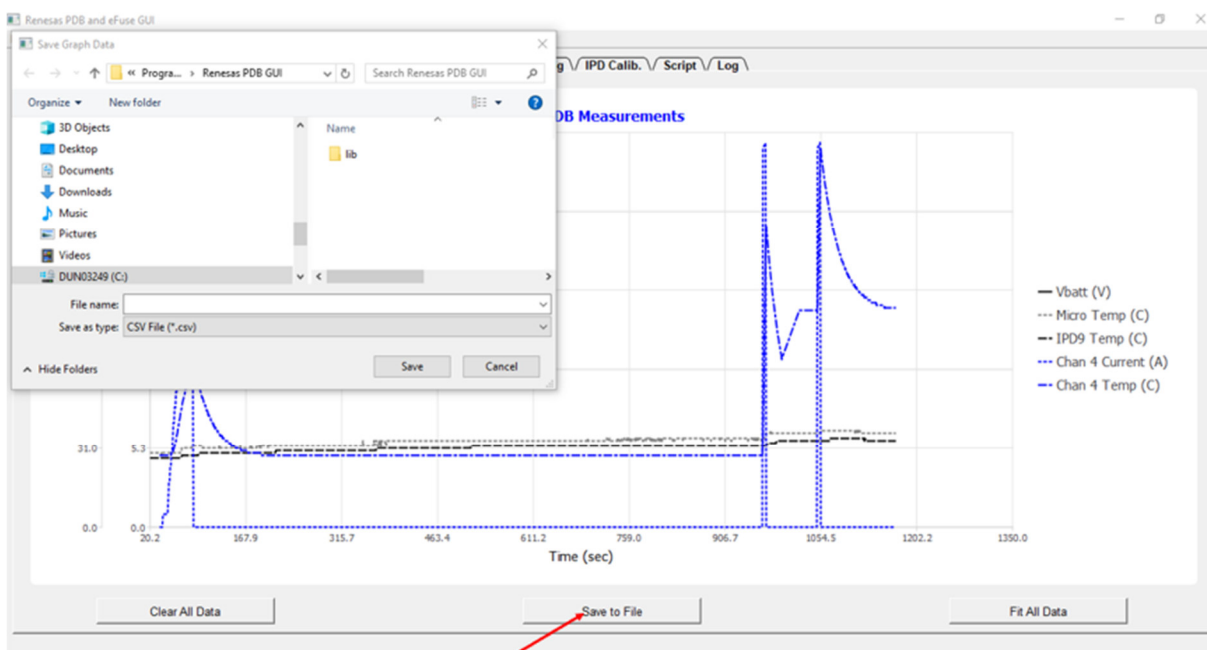 Renesas PDB and eFuse GUI
Save Graph Data
« Progra... › Renesas PDB GUI
Search Renesas PDB GUI
Organize
New folder
3D Objects
Desktop
Documents
Downloads
Music
Pictures
Videos
DUN03249 (C:)
Name
lib
File name:
Save as type: CSV File (*.csv)
Hide Folders
Save
Cancel
g
IPD Calib.
Script
Log
DB Measurements
Vbatt (V)
Micro Temp (C)
IPD9 Temp (C)
Chan 4 Current (A)
Chan 4 Temp (C)
31.0
5.3
0.0
0.0
20.2 167.9 315.7 463.4 611.2 759.0 906.7 1054.5 1202.2 1350.0
Time (sec)
Clear All Data
Save to File
Fit All Data